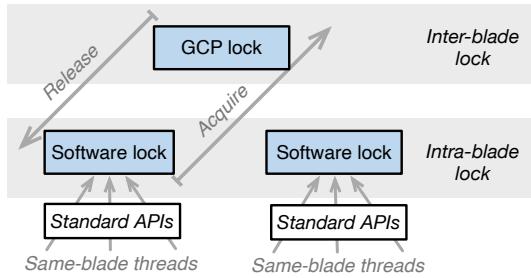 GCP lock
Inter-blade
lock
Release
Acquire
Software lock
Software lock
Intra-blade
lock
Standard APIs
Standard APIs
Same-blade threads
Same-blade threads